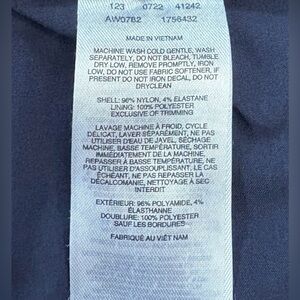 123 0722 41242
AW0782 1756432
MADE IN VIETNAM
MACHINE WASH COLD GENTLE, WASH
SEPARATELY, DO NOT BLEACH, TUMBLE
DRY LOW, REMOVE PROMPTLY, IRON
LOW, DO NOT USE FABRIC SOFTENER, IF
PRESENT DO NOT IRON DECAL, DO NOT
DRYCLEAN
SHELL: 96% NYLON, 4% ELASTANE
LINING: 100% POLYESTER
EXCLUSIVE OF TRIMMING
LAVAGE MACHINE À FROID, CYCLE
DÉLICAT, LAVER SÉPARÉMENT, NE PAS
UTILISER D'EAU DE JAVEL, SÉCHAGE
MACHINE, BASSE TEMPÉRATURE, SORTIR
IMMÉDIATEMENT DE LA MACHINE,
REPASSER À BASSE TEMPÉRATURE, NE
PAS UTILISER D'ASSOUPLISSANT, LE CAS
ÉCHÉANT, NE PAS REPASSER LA
DÉCALCOMANIE, NETTOYAGE À SEC
INTERDIT
EXTÉRIEUR: 96% POLYAMIDE, 4%
ÉLASTHANNE
DOUBLURE: 100% POLYESTER
SAUF LES BORDURES
FABRIQUÉ AU VIÊT NAM